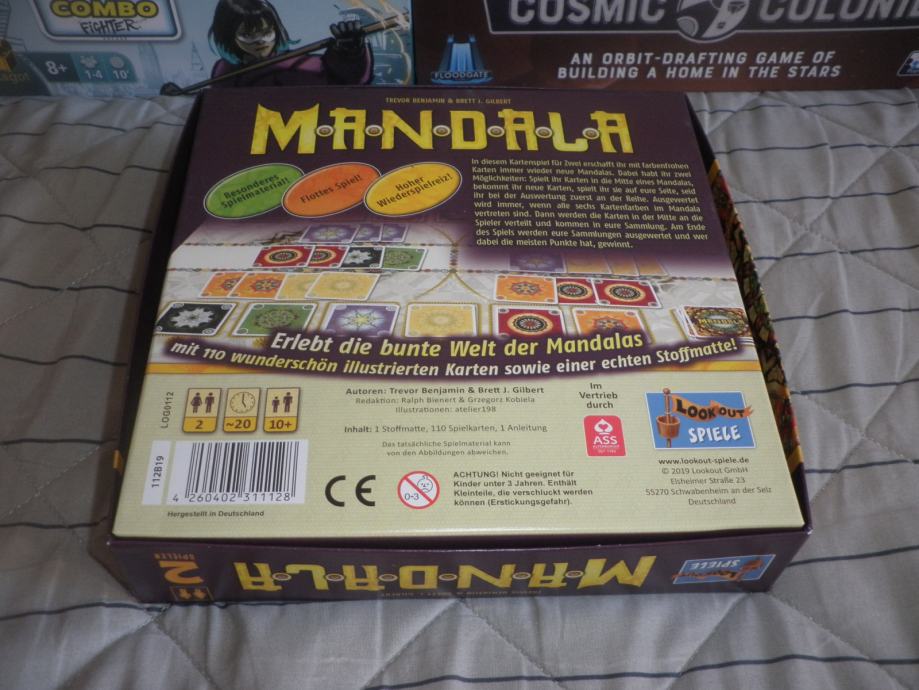 COMBO
FIGHTER
8+ 1-4 10'
FLOODGATE
COSMIC COLONI
AN ORBIT-DRAFTING GAME OF
BUILDING A HOME IN THE STARS
TREVOR BENJAMIN & BRETT J. GILBERT
MANDALA
Besonderes
Spielmaterial!
Flottes Spiel!
Hoher
Wiederspielreiz!
In diesem Kartenspiel für Zwei erschafft ihr mit farbenfrohen
Karten immer wieder neue Mandalas. Dabei habt ihr zwei
Möglichkeiten: Spielt ihr Karten in die Mitte eines Mandalas,
bekommt ihr neue Karten, spielt ihr sie auf eure Seite, seid
ihr bei der Auswertung zuerst an der Reihe. Ausgewertet
wird immer, wenn alle sechs Kartenfarben im Mandala
vertreten sind. Dann werden die Karten in der Mitte an die
Spieler verteilt und kommen in eure Sammlung. Am Ende
des Spiels werden eure Sammlungen ausgewertet und wer
dabei die meisten Punkte hat, gewinnt.
Erlebt die bunte Welt der Mandalas
mit 110 wunderschön illustrierten Karten sowie einer echten Stoffmatte!
LOG0112
2 ~20 10+
Autoren: Trevor Benjamin & Brett J. Gilbert
Redaktion: Ralph Bienert & Grzegorz Kobiela
Illustrationen: atelier198
Inhalt: 1 Stoffmatte, 110 Spielkarten, 1 Anleitung
Das tatsächliche Spielmaterial kann
von den Abbildungen abweichen.
Im
Vertrieb
durch
ASS
ALTENBURGER
LOOKOUT
SPIELE
www.lookout-spiele.de
© 2019 Lookout GmbH
Elsheimer Straße 23
55270 Schwabenheim an der Selz
Deutschland
112B19
4 260402 311128
Hergestellt in Deutschland
CE
0-3
ACHTUNG! Nicht geeignet für
Kinder unter 3 Jahren. Enthält
Kleinteile, die verschluckt werden
können (Erstickungsgefahr).
2
SPIELER
MANDALA
TREVOR BENJAMIN & BRETT J. GILBERT
Lookout
SPIELE